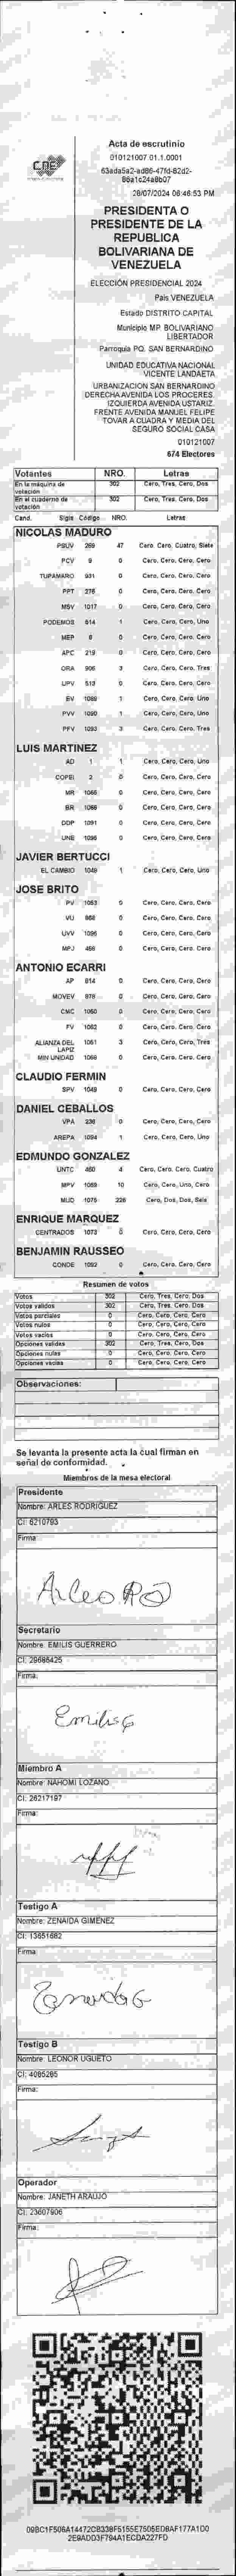 CNE
Acta de escrutinio
010121007.01.1.0001
28/07/2024 06:46:53 PM
PRESIDENTA O
PRESIDENTE DE LA
REPUBLICA
BOLIVARIANA DE
VENEZUELA
ELECCIÓN PRESIDENCIAL 2024
País VENEZUELA
Estado DISTRITO CAPITAL
Municipio MP. BOLIVARIANO
LIBERTADOR
Parroquia PQ. SAN BERNARDINO
UNIDAD EDUCATIVA NACIONAL
VICENTE LANDAETA
URBANIZACION SAN BERNARDINO
DERECHA AVENIDA LOS PROCERES.
IZQUIERDA AVENIDA USTARIZ.
FRENTE AVENIDA MANUEL FELIPE
TOVAR A CUADRA Y MEDIA DEL
SEGURO SOCIAL CASA
010121007
674 Electores
Votantes NRO. Letras
En la máquina de votación 302 Cero, Tres, Cero, Dos
En el cuaderno de votación 302 Cero, Tres, Cero, Dos
Cand. Sigla Código NRO. Letras
NICOLAS MADURO
PSUV 269 47 Cero, Cero, Cuatro, Siete
PCV 9 0 Cero, Cero, Cero, Cero
TUPAMARO 931 0 Cero, Cero, Cero, Cero
PPT 276 0 Cero, Cero, Cero, Cero
MSV 1017 0 Cero, Cero, Cero, Cero
PODEMOS 514 1 Cero, Cero, Cero, Uno
MEP 6 0 Cero, Cero, Cero, Cero
APC 219 0 Cero, Cero, Cero, Cero
ORA 906 3 Cero, Cero, Cero, Tres
UPV 513 0 Cero, Cero, Cero, Cero
EV 1089 1 Cero, Cero, Cero, Uno
PVV 1090 1 Cero, Cero, Cero, Uno
PFV 1093 3 Cero, Cero, Cero, Tres
LUIS MARTINEZ
AD 1 1 Cero, Cero, Cero, Uno
COPEI 2 0 Cero, Cero, Cero, Cero
MR 1066 0 Cero, Cero, Cero, Cero
BR 1088 0 Cero, Cero, Cero, Cero
DDP 1091 0 Cero, Cero, Cero, Cero
UNE 1095 0 Cero, Cero, Cero, Cero
JAVIER BERTUCCI
EL CAMBIO 1049 1 Cero, Cero, Cero, Uno
JOSE BRITO
PV 1053 0 Cero, Cero, Cero, Cero
VU 968 0 Cero, Cero, Cero, Cero
UVV 1096 0 Cero, Cero, Cero, Cero
MPJ 456 0 Cero, Cero, Cero, Cero
ANTONIO ECARRI
AP 914 0 Cero, Cero, Cero, Cero
MOVEV 978 0 Cero, Cero, Cero, Cero
CMC 1060 0 Cero, Cero, Cero, Cero
FV 1062 0 Cero, Cero, Cero, Cero
ALIANZA DEL LAPIZ 1061 3 Cero, Cero, Cero, Tres
MIN UNIDAD 1068 0 Cero, Cero, Cero, Cero
CLAUDIO FERMIN
SPV 1048 0 Cero, Cero, Cero, Cero
DANIEL CEBALLOS
VPA 236 0 Cero, Cero, Cero, Cero
AREPA 1094 1 Cero, Cero, Cero, Uno
EDMUNDO GONZALEZ
UNTC 460 4 Cero, Cero, Cero, Cuatro
MPV 1069 10 Cero, Cero, Uno, Cero
MUD 1075 226 Cero, Dos, Dos, Seis
ENRIQUE MARQUEZ
CENTRADOS 1073 0 Cero, Cero, Cero, Cero
BENJAMIN RAUSSEO
CONDE 1092 0 Cero, Cero, Cero, Cero
Resumen de votos
Votos 302 Cero, Tres, Cero, Dos
Votos válidos 302 Cero, Tres, Cero, Dos
Votos parciales 0 Cero, Cero, Cero, Cero
Votos nulos 0 Cero, Cero, Cero, Cero
Votos vacíos 0 Cero, Cero, Cero, Cero
Opciones válidas 302 Cero, Tres, Cero, Dos
Opciones nulas 0 Cero, Cero, Cero, Cero
Opciones vacías 0 Cero, Cero, Cero, Cero
Observaciones:
Se levanta la presente acta la cual firman en
señal de conformidad.
Miembros de la mesa electoral
Presidente
Nombre: ARLES RODRIGUEZ
CI: 6210793
Firma:
Arles RO
Secretario
Nombre: EMILIS GUERRERO
CI: 29685425
Firma:
Emilis G
Miembro A
Nombre: NAHOMI LOZANO
CI: 26217197
Firma:
Testigo A
Nombre: ZENAIDA GIMENEZ
CI: 13651682
Firma:
Zenaida G
Testigo B
Nombre: LEONOR UGUETO
CI: 4085265
Firma:
Operador
Nombre: JANETH ARAUJO
CI: 23607906
Firma: